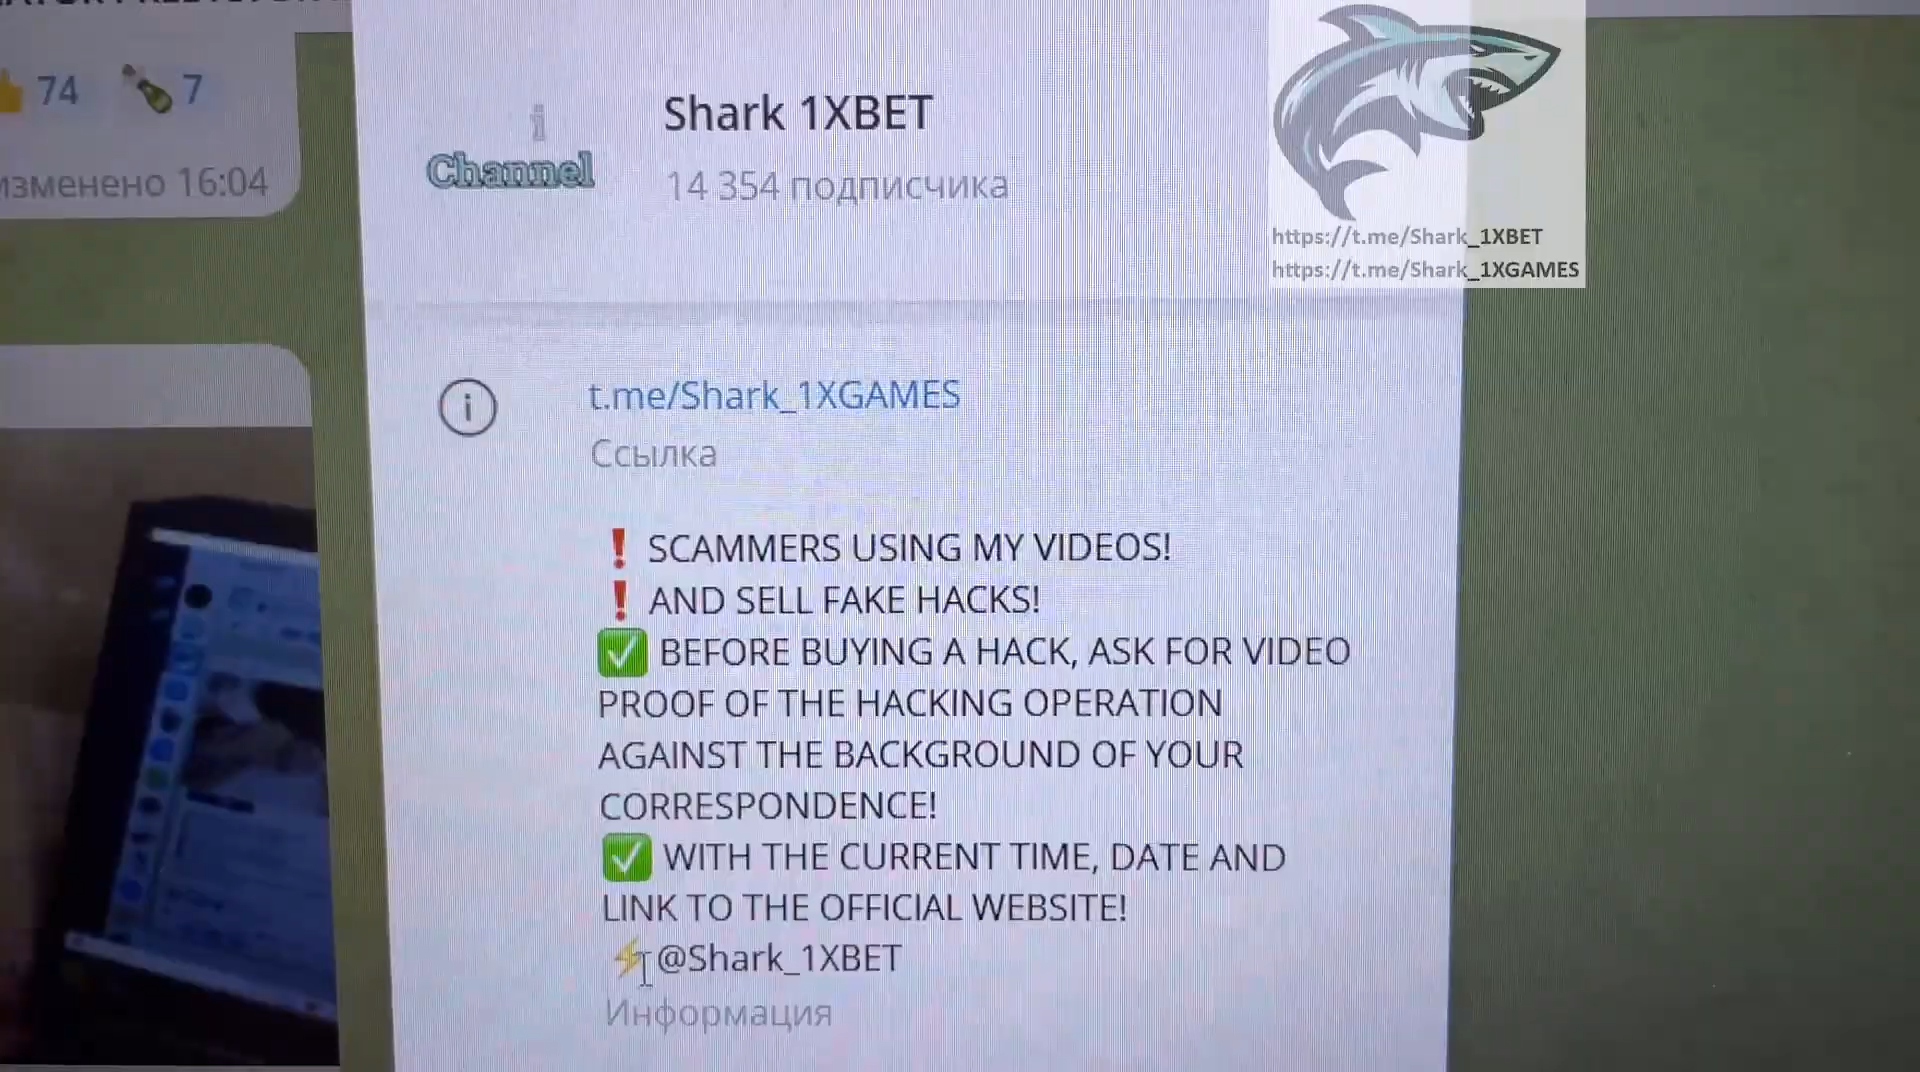 74 7
изменено 16:04
Channel
Shark 1XBET
14 354 подписчика
https://t.me/Shark_1XBET
https://t.me/Shark_1XGAMES
t.me/Shark_1XGAMES
Ссылка
❗ SCAMMERS USING MY VIDEOS!
❗ AND SELL FAKE HACKS!
✅ BEFORE BUYING A HACK, ASK FOR VIDEO
PROOF OF THE HACKING OPERATION
AGAINST THE BACKGROUND OF YOUR
CORRESPONDENCE!
✅ WITH THE CURRENT TIME, DATE AND
LINK TO THE OFFICIAL WEBSITE!
⚡@Shark_1XBET
Информация